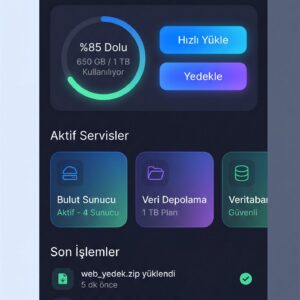 %85 Dolu
650 GB / 1 TB
Kullanılıyor
Hızlı Yükle
Yedekle
Aktif Servisler
Bulut Sunucu
Aktif - 4 Sunucu
Veri Depolama
1 TB Plan
Veritabar
Güvenli
Son İşlemler
web_yedek.zip yüklendi
5 dk önce